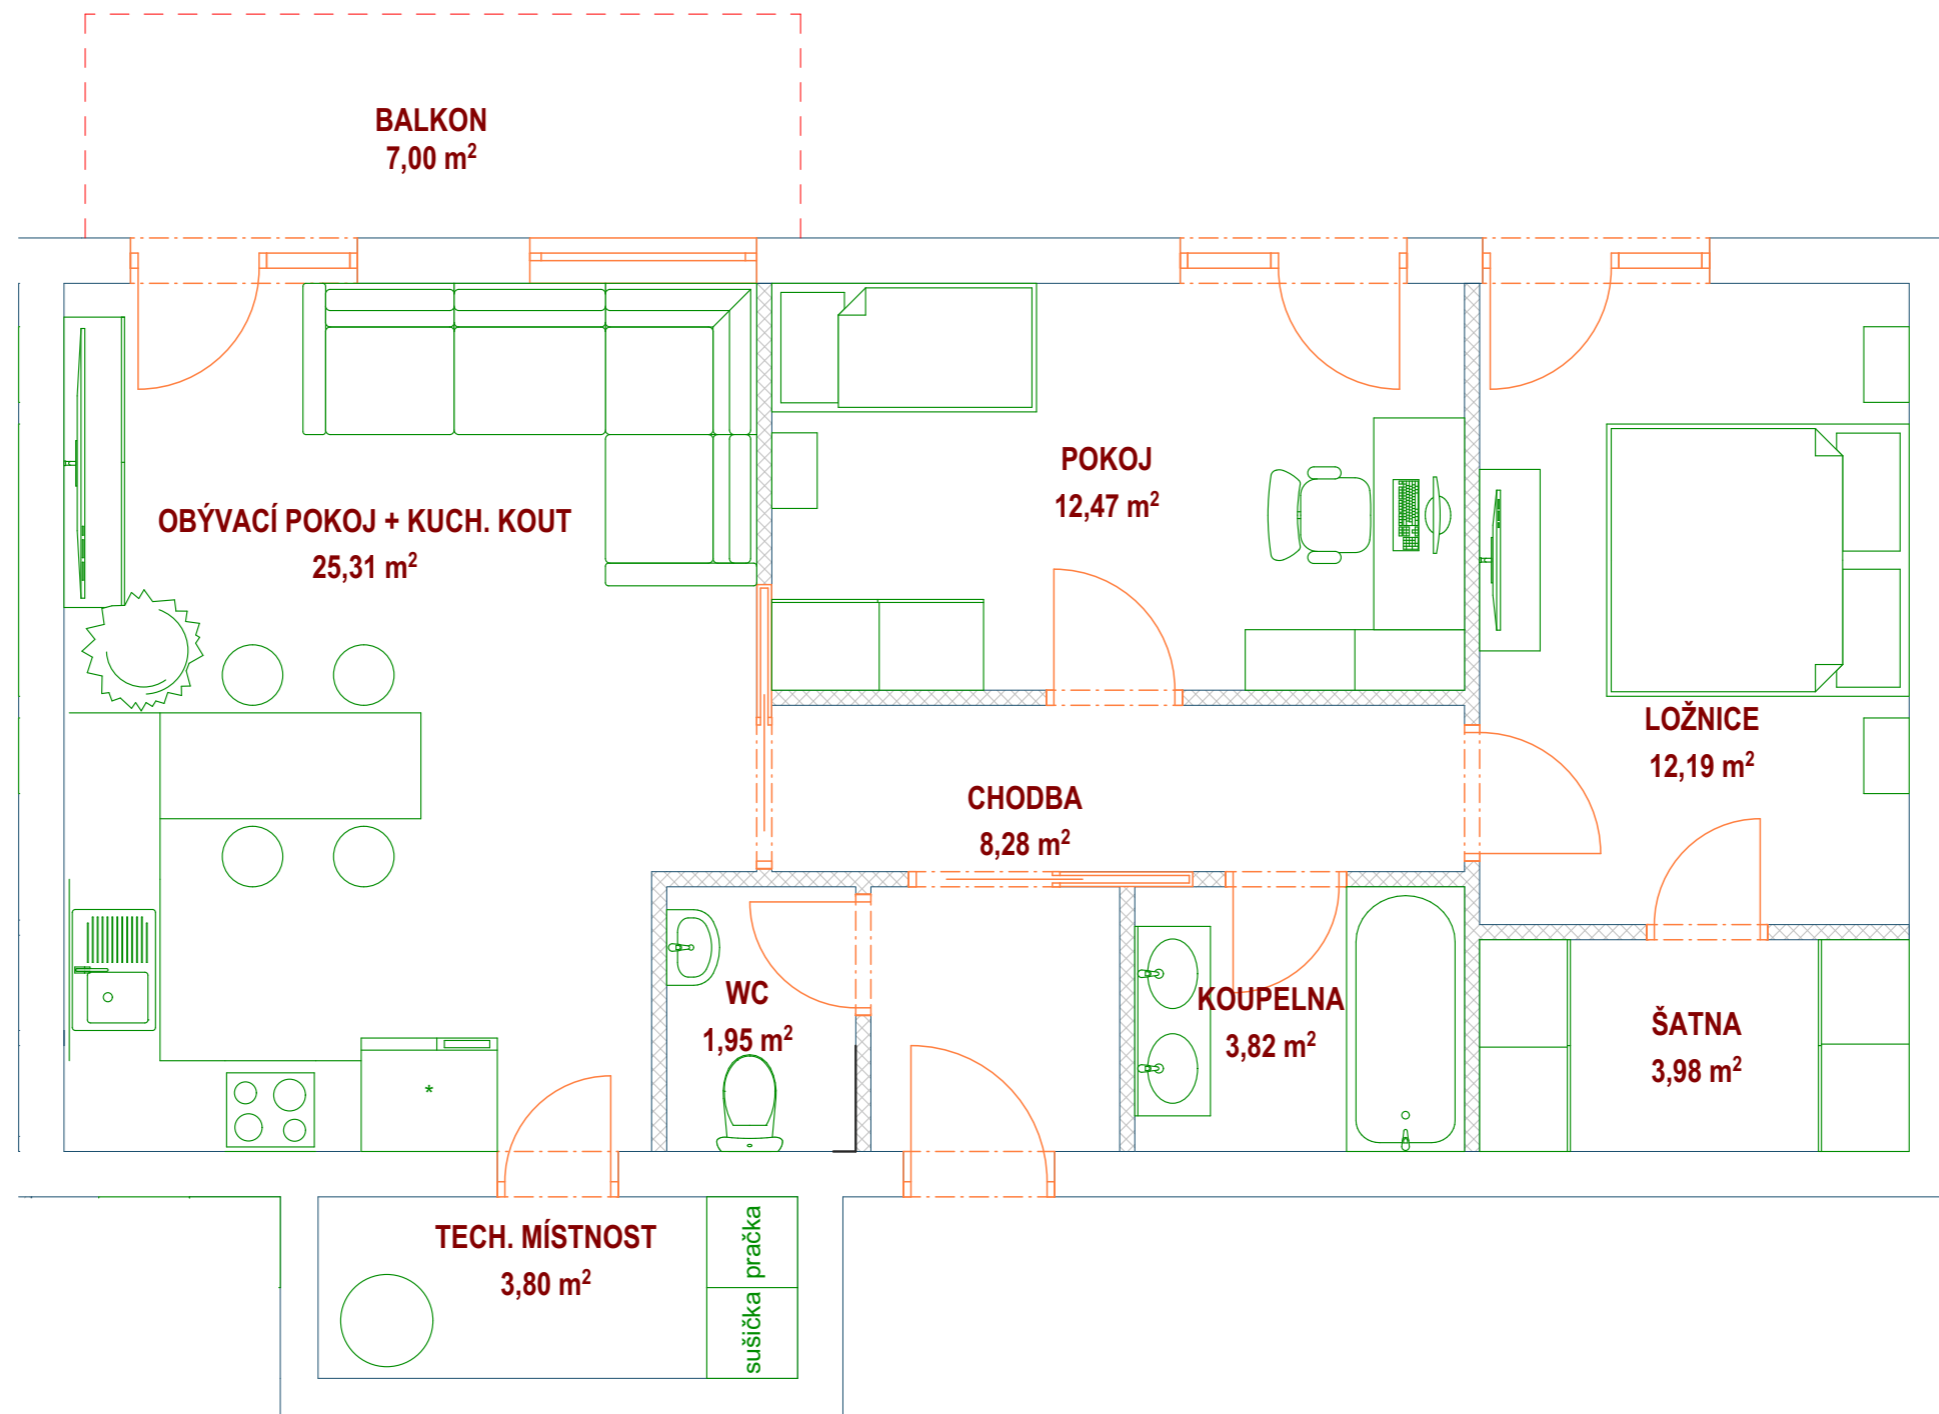 BALKON
7,00 m²
OBÝVACÍ POKOJ + KUCH. KOUT
25,31 m²
POKOJ
12,47 m²
LOŽNICE
12,19 m²
CHODBA
8,28 m²
WC
1,95 m²
KOUPELNA
3,82 m²
ŠATNA
3,98 m²
*
TECH. MÍSTNOST
3,80 m²
pračka
sušička